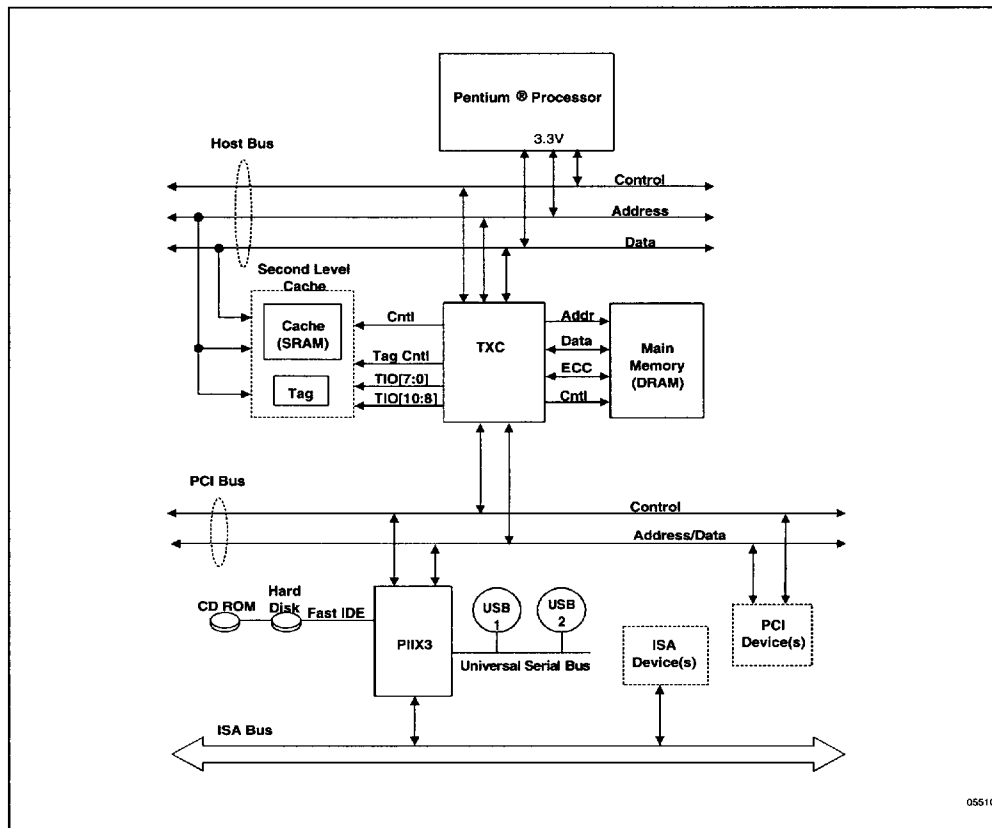 Pentium ® Processor
3.3V
Host Bus
Control
Address
Data
Second Level
Cache
Cache
(SRAM)
Tag
Cntl
Tag Cntl
TIO[7:0]
TIO[10:8]
TXC
Addr
Data
ECC
Cntl
Main
Memory
(DRAM)
PCI Bus
Control
Address/Data
CD ROM
Hard
Disk
Fast IDE
PIIX3
USB
1
USB
2
Universal Serial Bus
ISA
Device(s)
PCI
Device(s)
ISA Bus
05510